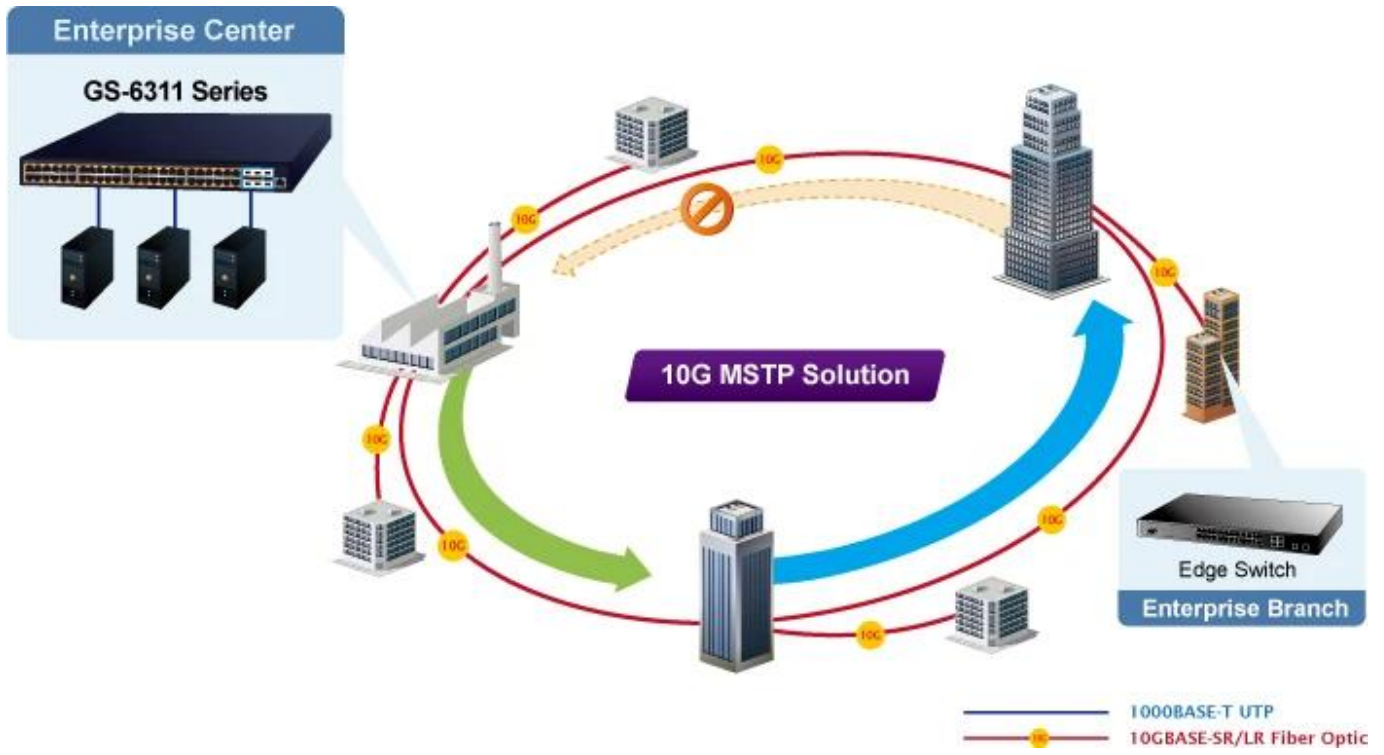 Enterprise Center
GS-6311 Series
10G
10G
10G
10G MSTP Solution
10G
10G
10G
10G
Edge Switch
Enterprise Branch
1000BASE-T UTP
10G
10GBASE-SR/LR Fiber Optic